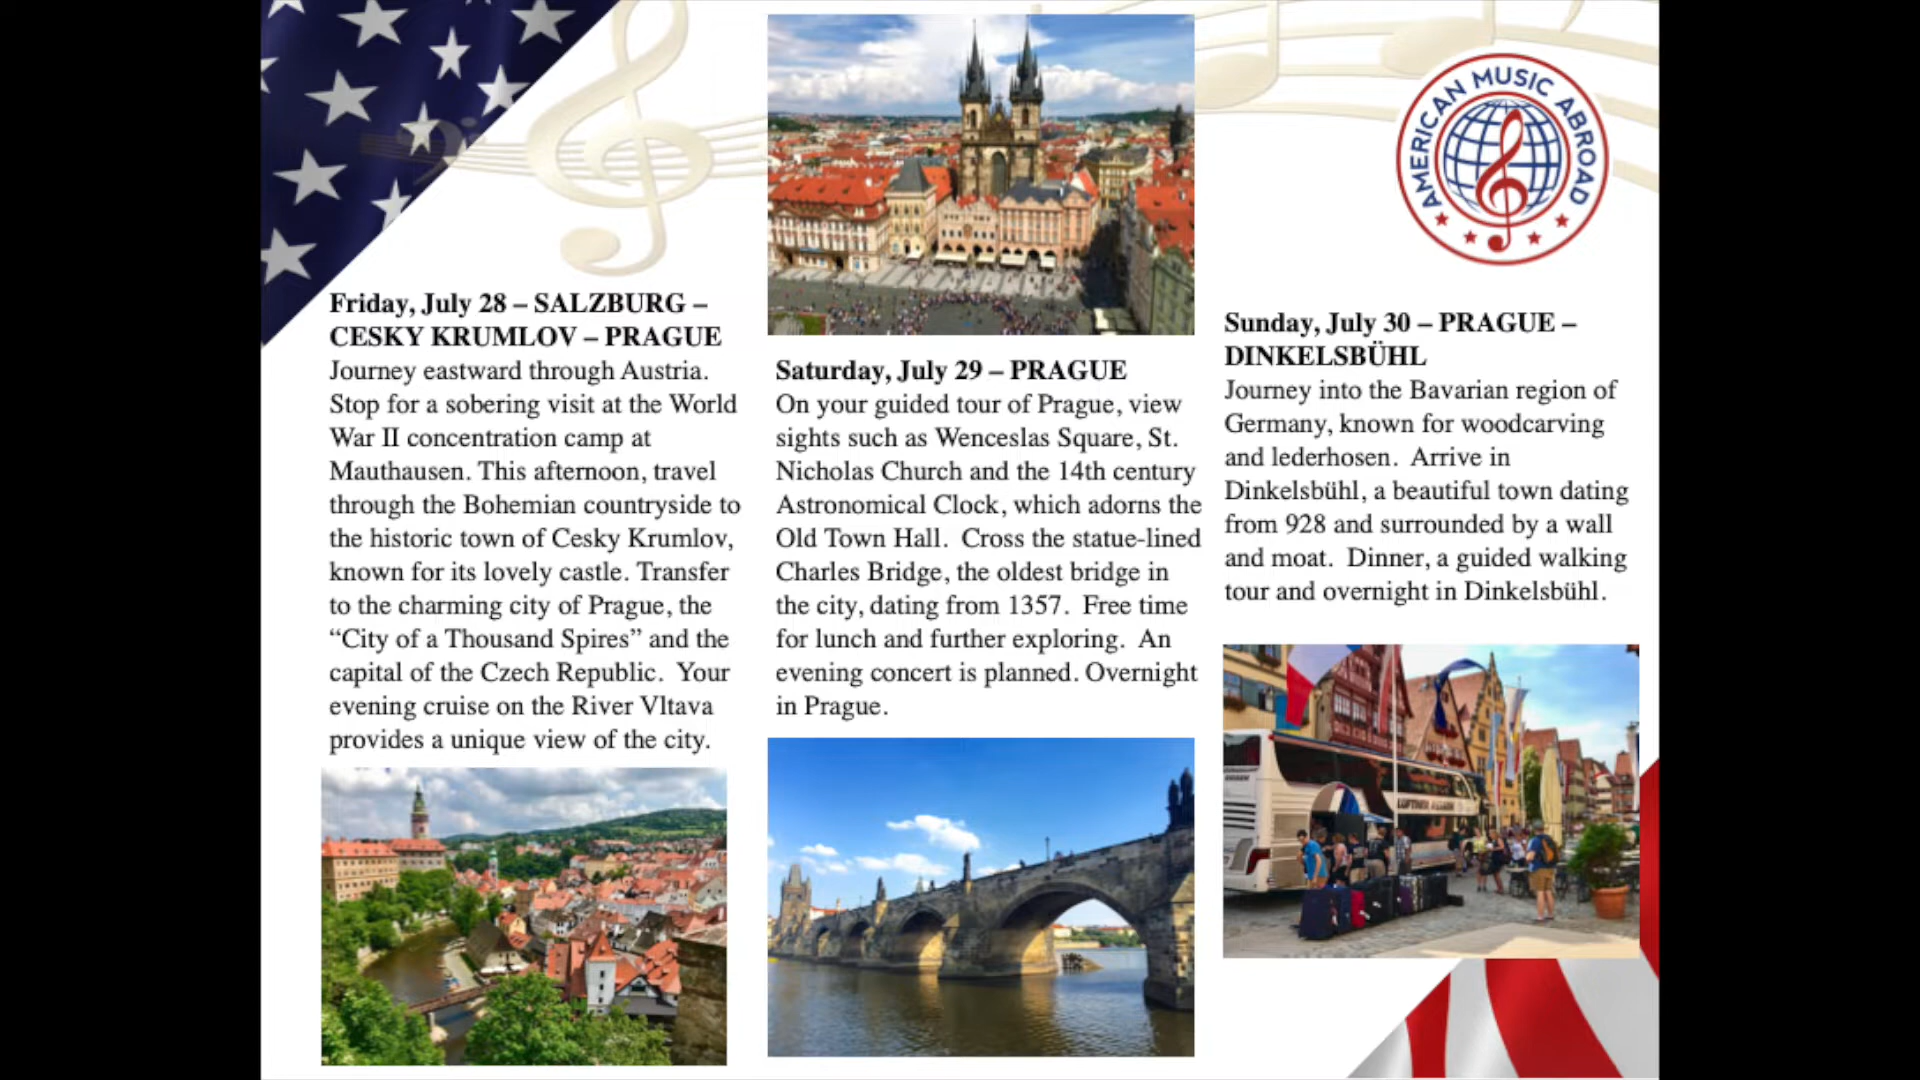 Friday, July 28 – SALZBURG –
CESKY KRUMLOV – PRAGUE
Journey eastward through Austria.
Stop for a sobering visit at the World
War II concentration camp at
Mauthausen. This afternoon, travel
through the Bohemian countryside to
the historic town of Cesky Krumlov,
known for its lovely castle. Transfer
to the charming city of Prague, the
“City of a Thousand Spires” and the
capital of the Czech Republic.  Your
evening cruise on the River Vltava
provides a unique view of the city.
Saturday, July 29 – PRAGUE
On your guided tour of Prague, view
sights such as Wenceslas Square, St.
Nicholas Church and the 14th century
Astronomical Clock, which adorns the
Old Town Hall.  Cross the statue-lined
Charles Bridge, the oldest bridge in
the city, dating from 1357.  Free time
for lunch and further exploring.  An
evening concert is planned. Overnight
in Prague.
AMERICAN MUSIC ABROAD
Sunday, July 30 – PRAGUE –
DINKELSBÜHL
Journey into the Bavarian region of
Germany, known for woodcarving
and lederhosen.  Arrive in
Dinkelsbühl, a beautiful town dating
from 928 and surrounded by a wall
and moat.  Dinner, a guided walking
tour and overnight in Dinkelsbühl.